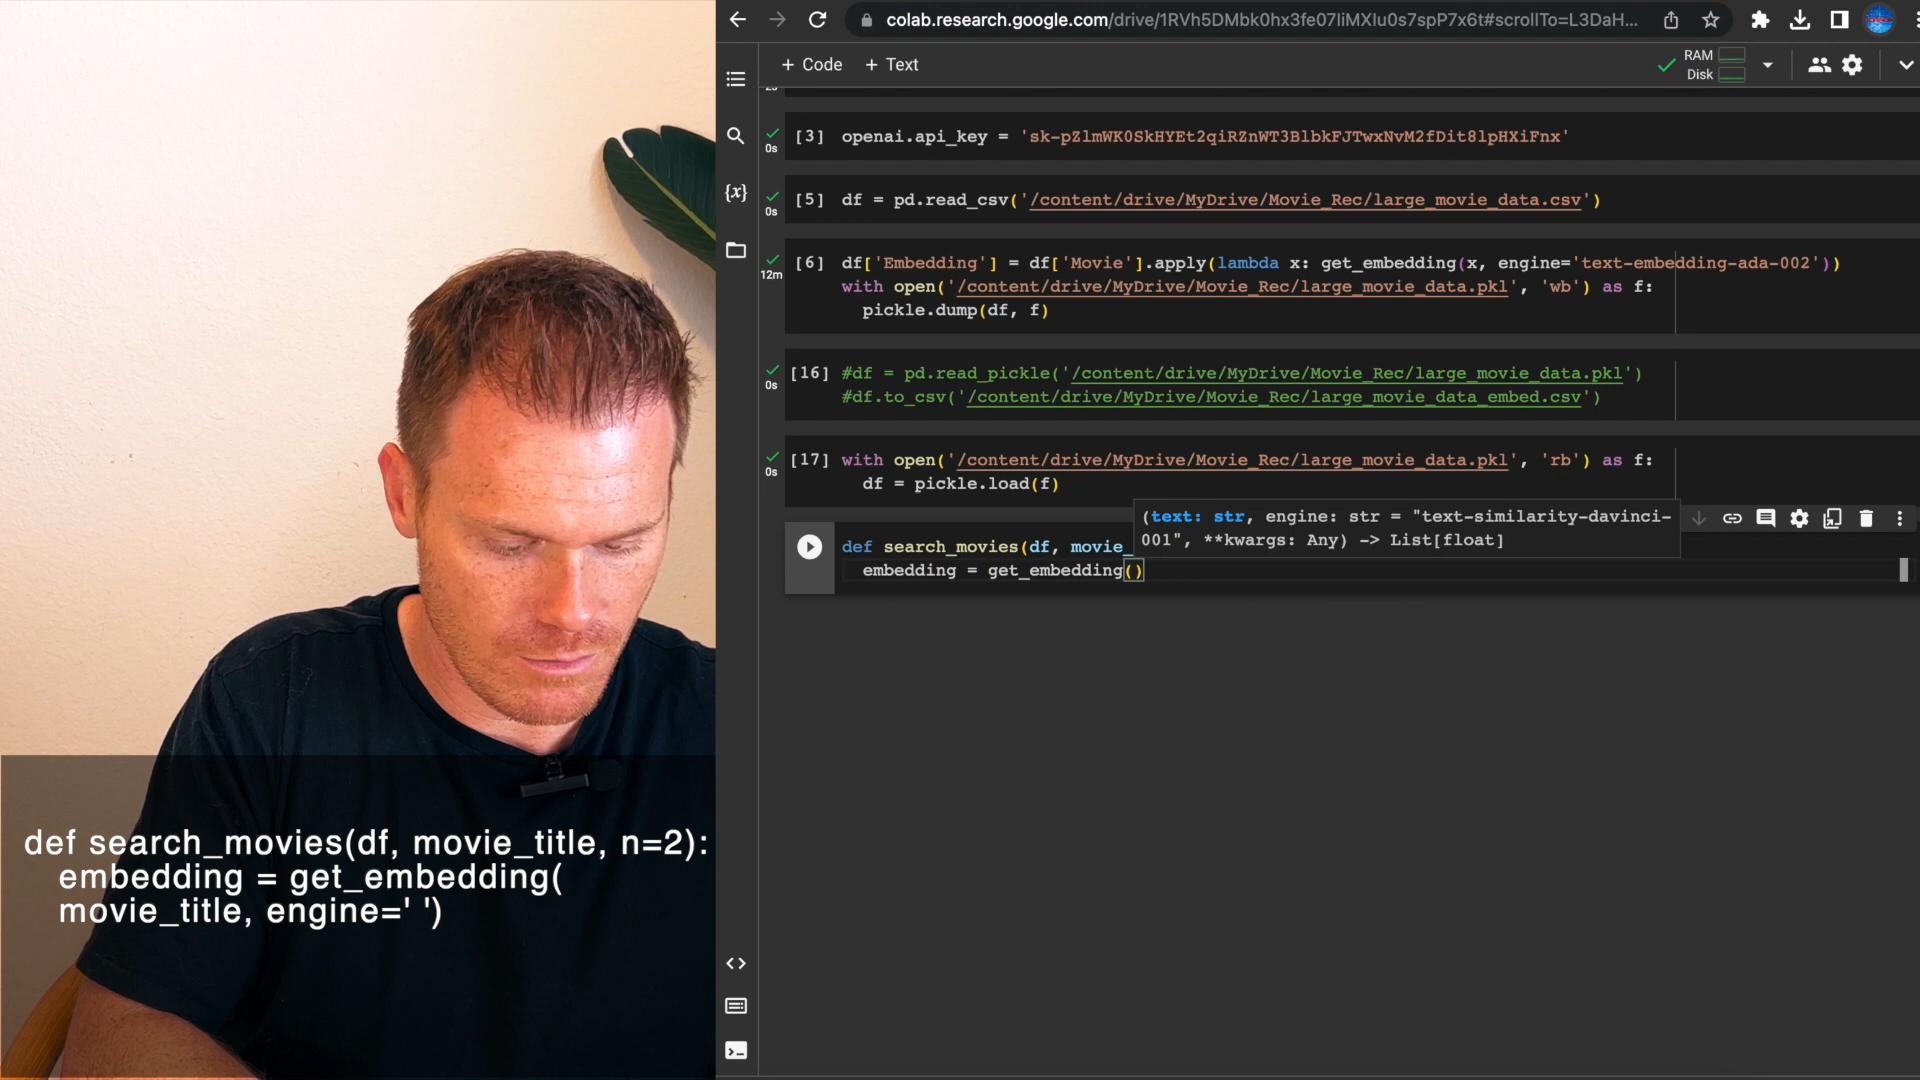 colab.research.google.com/drive/1RVh5DMbk0hx3fe07liMXIu0s7spP7x6t#scrollTo=L3DaH...
+ Code + Text
RAM
Disk
0s
[3] openai.api_key = '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'
0s
[5] df = pd.read_csv('/content/drive/MyDrive/Movie_Rec/large_movie_data.csv')
0s
[6] df['Embedding'] = df['Movie'].apply(lambda x: get_embedding(x, engine='text-embedding-ada-002'))
12m
with open('/content/drive/MyDrive/Movie_Rec/large_movie_data.pkl', 'wb') as f:
pickle.dump(df, f)
[16] #df = pd.read_pickle('/content/drive/MyDrive/Movie_Rec/large_movie_data.pkl')
0s
#df.to_csv('/content/drive/MyDrive/Movie_Rec/large_movie_data_embed.csv')
[17] with open('/content/drive/MyDrive/Movie_Rec/large_movie_data.pkl', 'rb') as f:
0s
df = pickle.load(f)
(text: str, engine: str = "text-similarity-davinci-
001", **kwargs: Any) -> List[float]
def search_movies(df, movie_
embedding = get_embedding()
{x}
def search_movies(df, movie_title, n=2):
embedding = get_embedding(
movie_title, engine=' ')